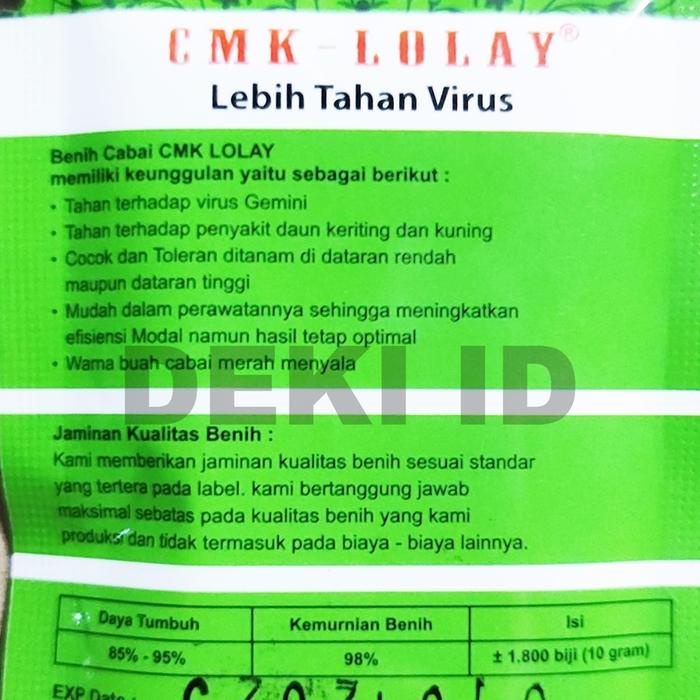 CMK - LOLAY®
Lebih Tahan Virus
Benih Cabai CMK LOLAY
memiliki keunggulan yaitu sebagai berikut :
• Tahan terhadap virus Gemini
• Tahan terhadap penyakit daun keriting dan kuning
• Cocok dan Toleran ditanam di dataran rendah
maupun dataran tinggi
• Mudah dalam perawatannya sehingga meningkatkan
efisiensi Modal namun hasil tetap optimal
• Warna buah cabai merah menyala
DEKI ID
Jaminan Kualitas Benih :
Kami memberikan jaminan kualitas benih sesuai standar
yang tertera pada label. kami bertanggung jawab
maksimal sebatas pada kualitas benih yang kami
produksi dan tidak termasuk pada biaya - biaya lainnya.
Daya Tumbuh Kemurnian Benih Isi
85% - 95% 98% ± 1.800 biji (10 gram)
EXP Date :